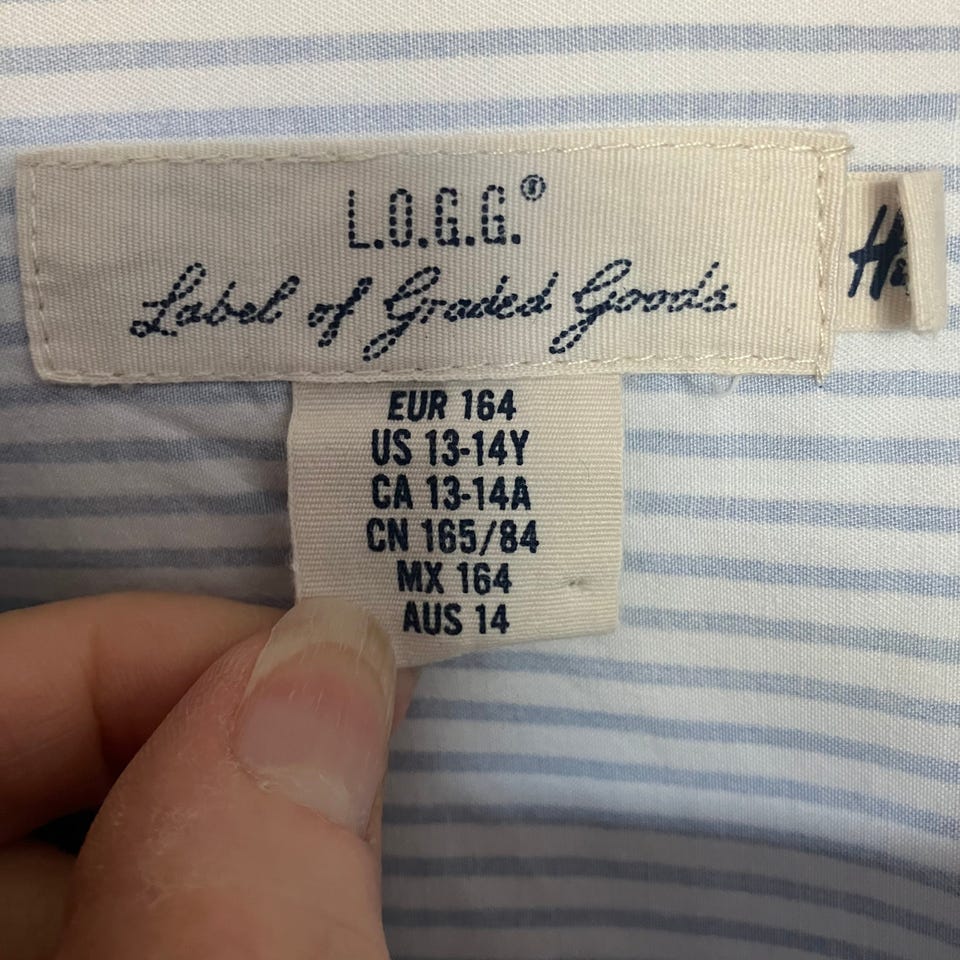 L.O.G.G.®
Label of Graded Goods
H&
EUR 164
US 13-14Y
CA 13-14A
CN 165/84
MX 164
AUS 14